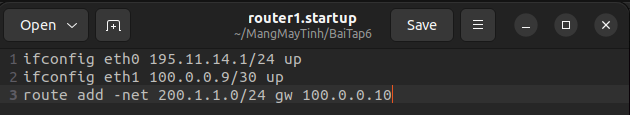 Open
router1.startup
~/MangMayTinh/BaiTap6
Save
1 ifconfig eth0 195.11.14.1/24 up
2 ifconfig eth1 100.0.0.9/30 up
3 route add -net 200.1.1.0/24 gw 100.0.0.10